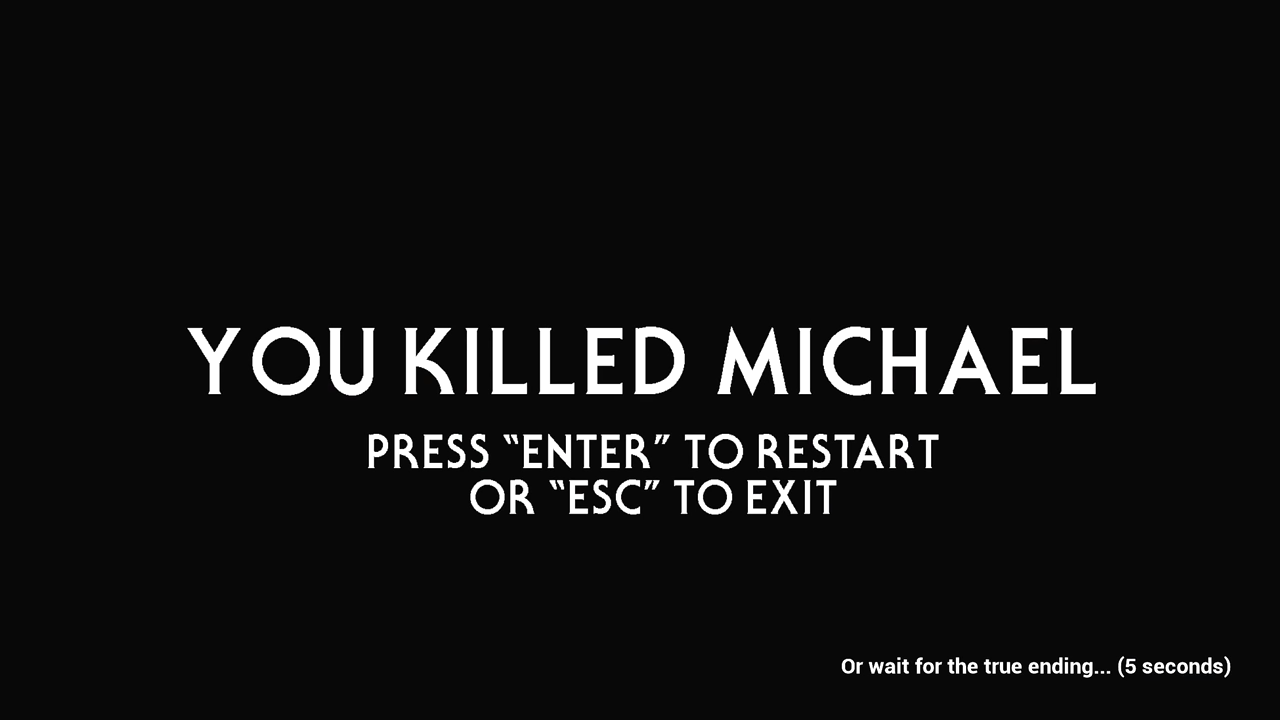 YOU KILLED MICHAEL
PRESS “ENTER” TO RESTART
OR “ESC” TO EXIT
Or wait for the true ending... (5 seconds)